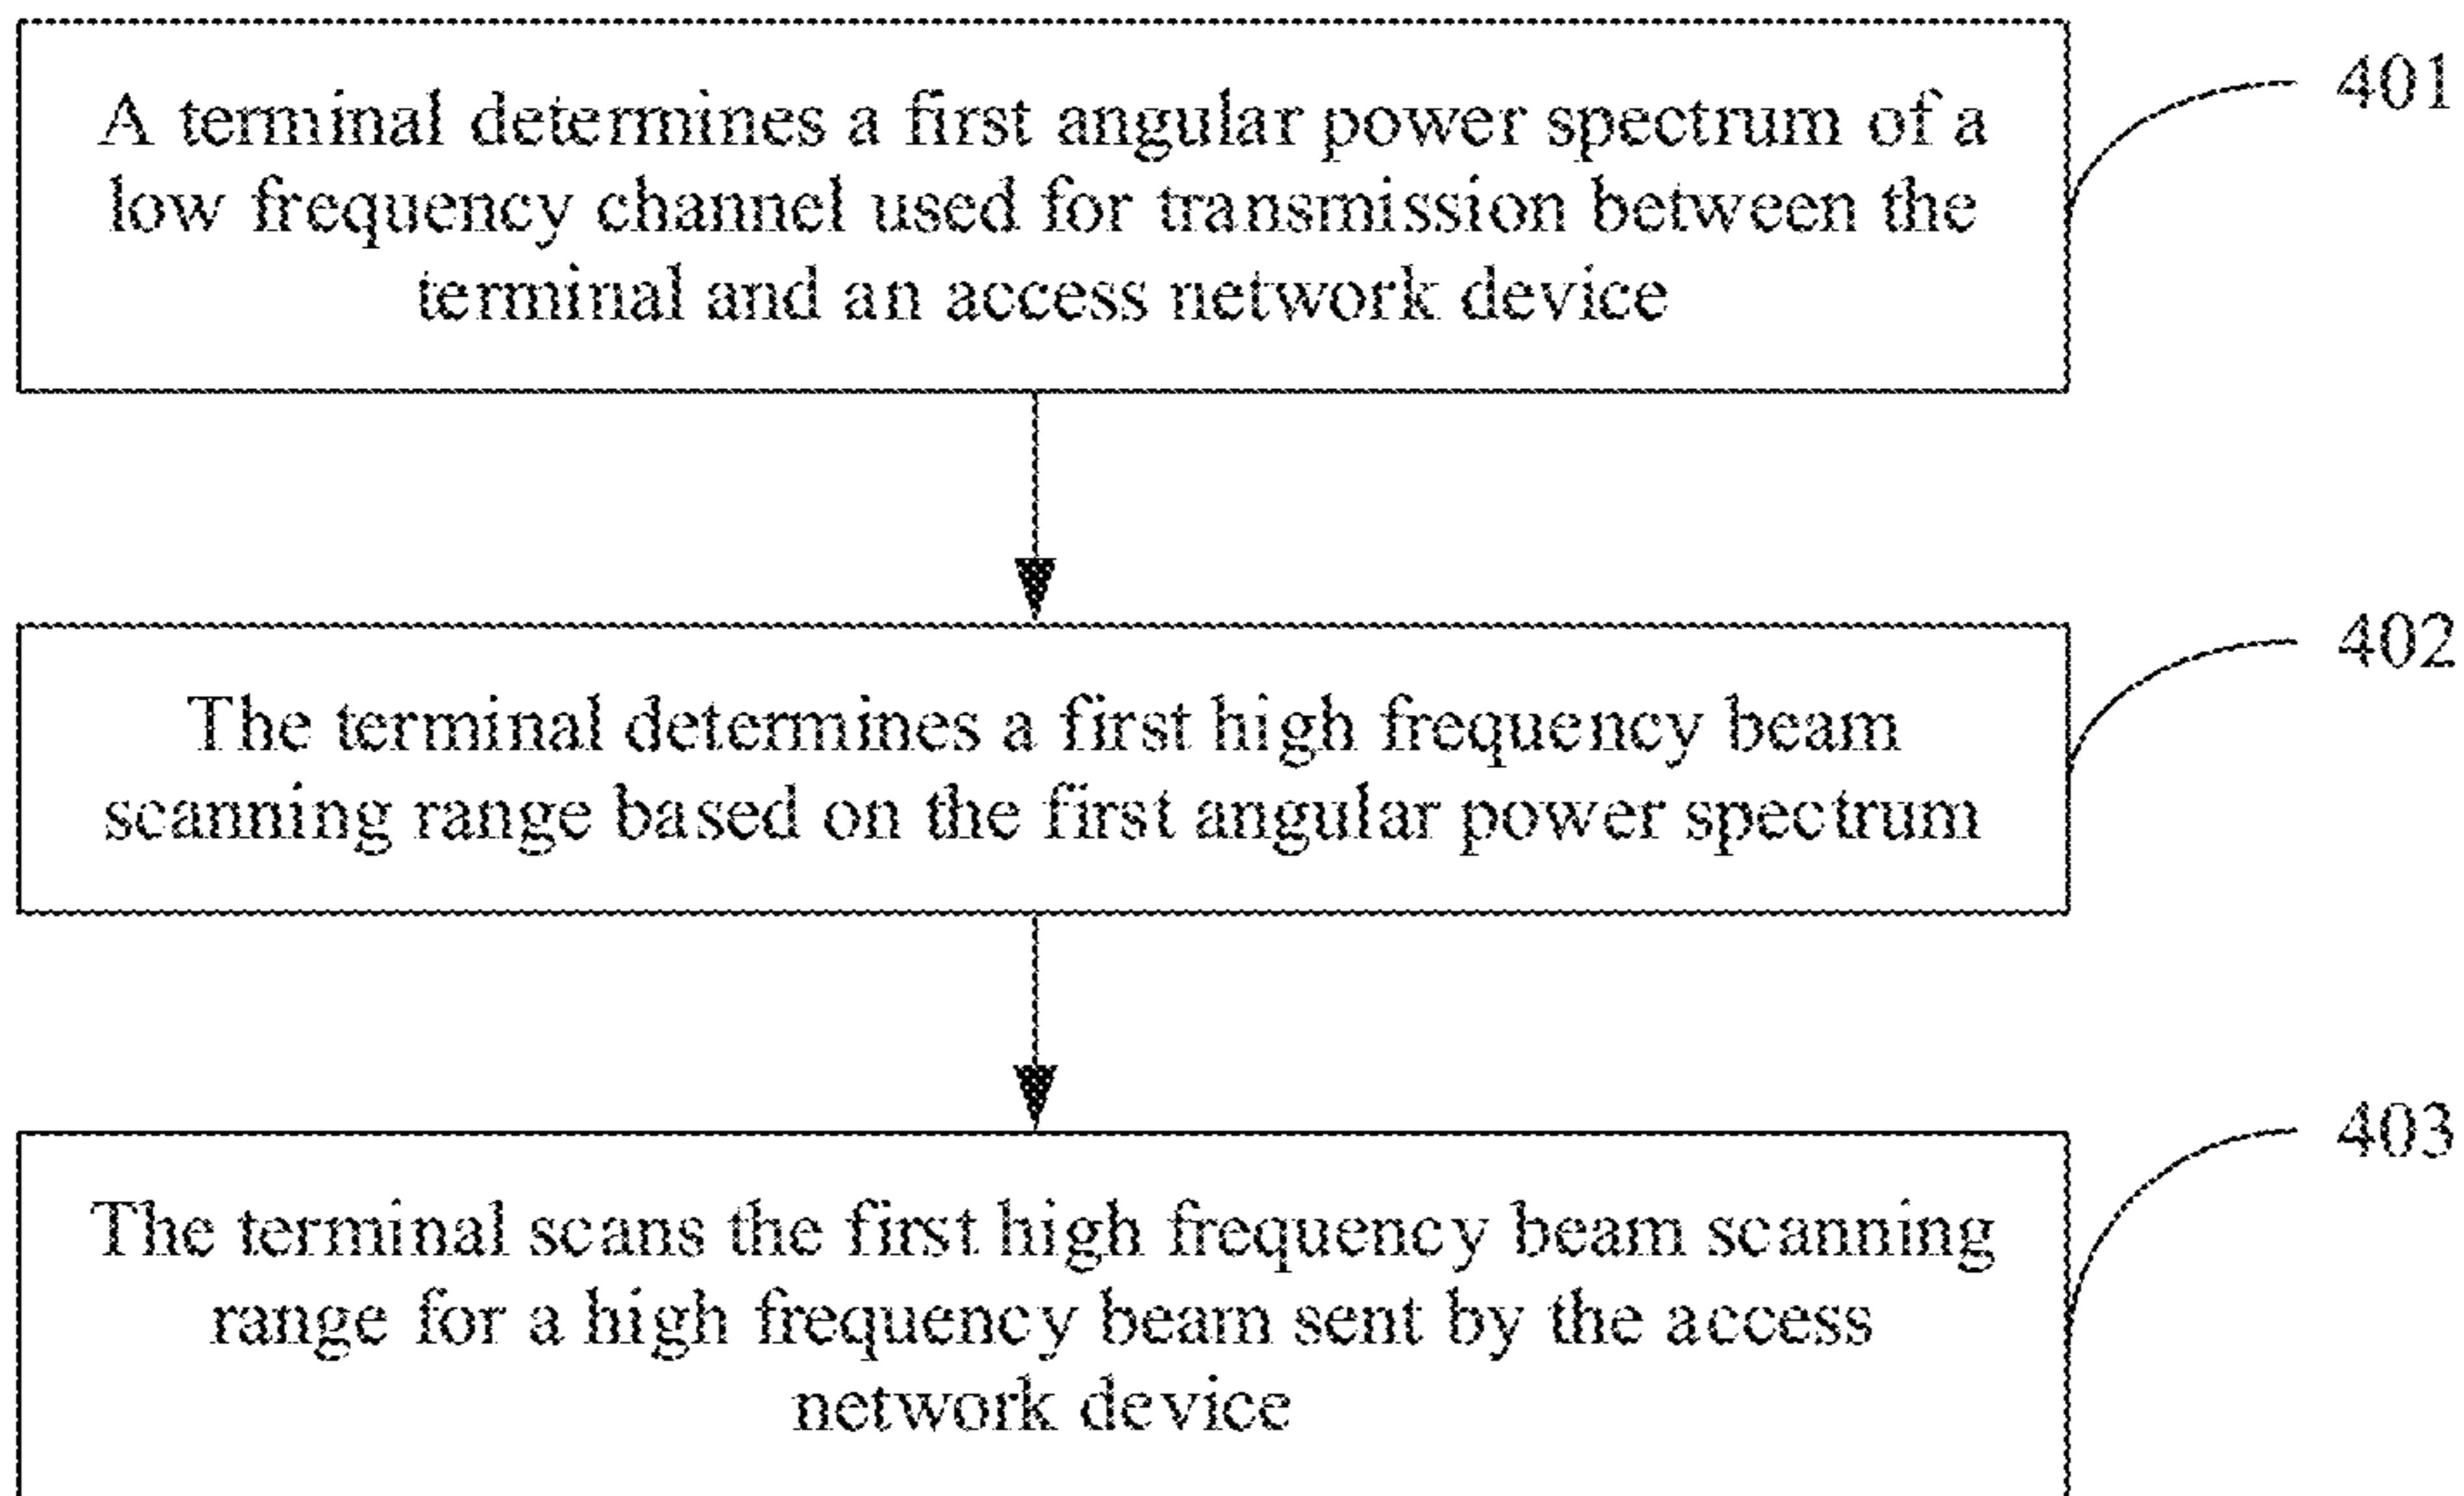 A terminal determines a first angular power spectrum of a
low frequency channel used for transmission between the
terminal and an access network device
401
The terminal determines a first high frequency beam
scanning range based on the first angular power spectrum
402
The terminal scans the first high frequency beam scanning
range for a high frequency beam sent by the access
network device
403